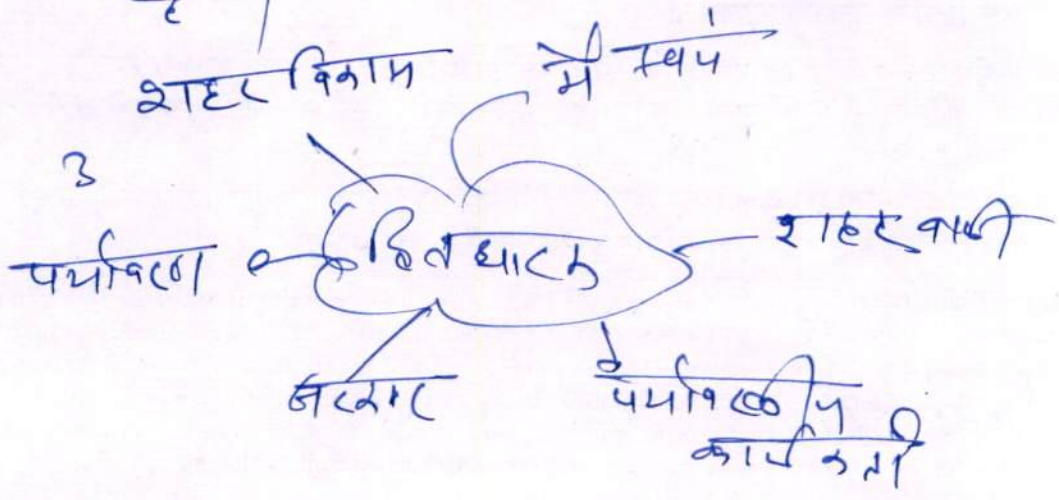 है
शहर विकास
मैं स्वयं
3
पर्यावरण
हितधारक
शहरवासी
सरकार
पर्यावरणीय
कार्यकर्ता